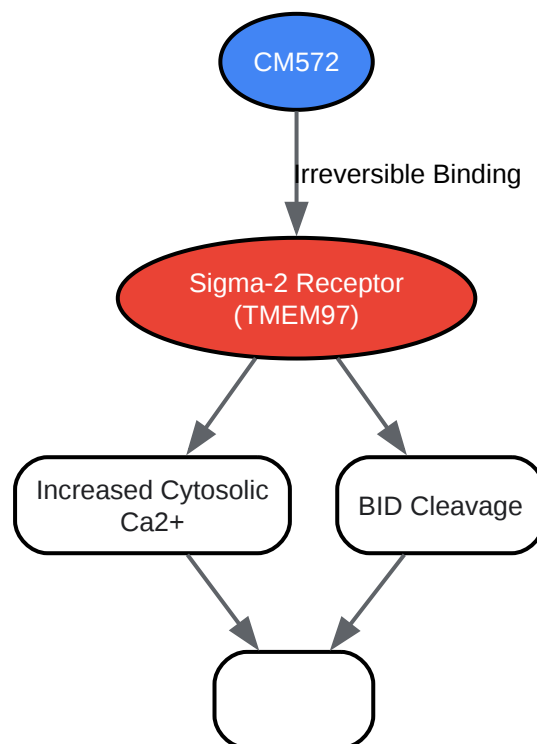 CM572
Irreversible Binding
Sigma-2 Receptor
(TMEM97)
Increased Cytosolic
Ca2+
BID Cleavage